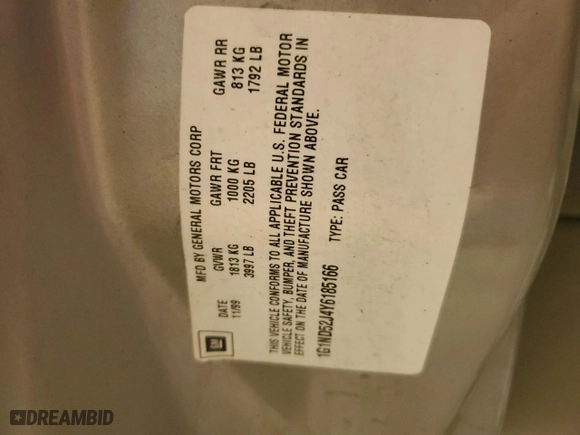 MFD BY GENERAL MOTORS CORP
DATE GVWR GAWR FRT GAWR RR
11/99 1813 KG 1000 KG 813 KG
3997 LB 2205 LB 1792 LB
THIS VEHICLE CONFORMS TO ALL APPLICABLE U.S. FEDERAL MOTOR
VEHICLE SAFETY, BUMPER, AND THEFT PREVENTION STANDARDS IN
EFFECT ON THE DATE OF MANUFACTURE SHOWN ABOVE.
1G1ND52J4Y6185166 TYPE: PASS CAR
GM
DREAMBID